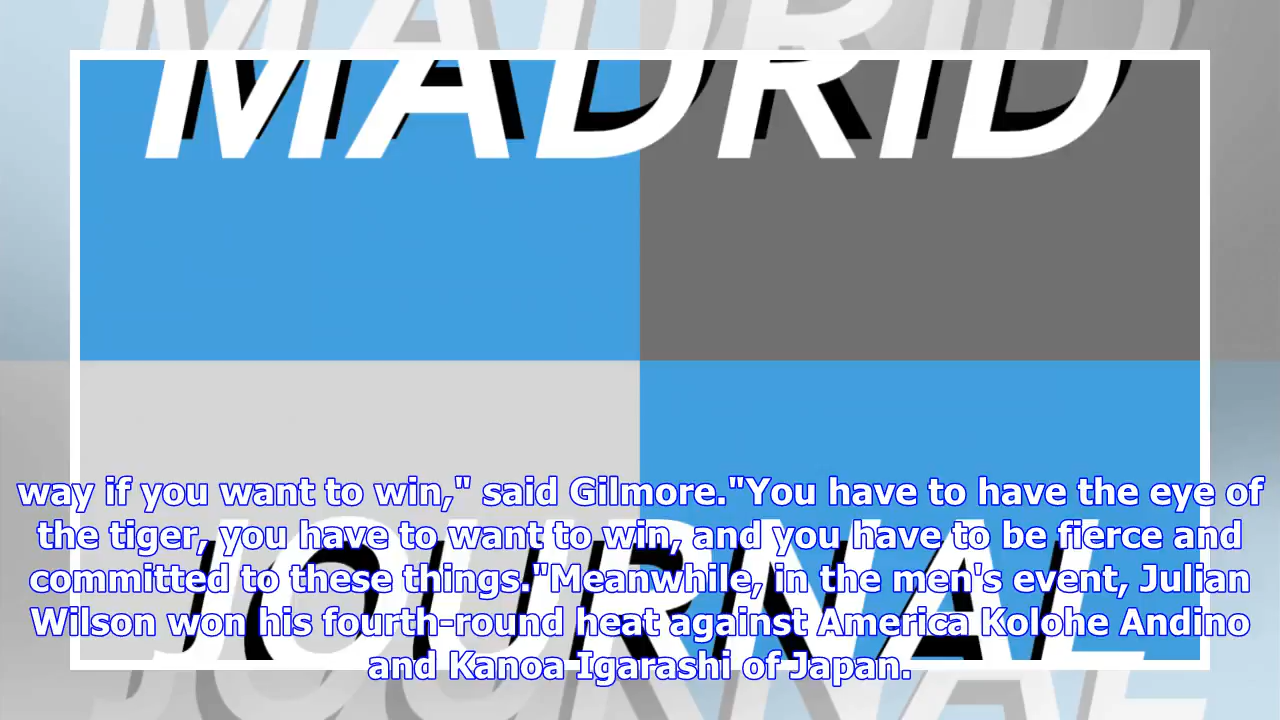 MADRID
way if you want to win," said Gilmore."You have to have the eye of
the tiger, you have to want to win, and you have to be fierce and
committed to these things."Meanwhile, in the men's event, Julian
Wilson won his fourth-round heat against America Kolohe Andino
and Kanoa Igarashi of Japan.
JOURNAL